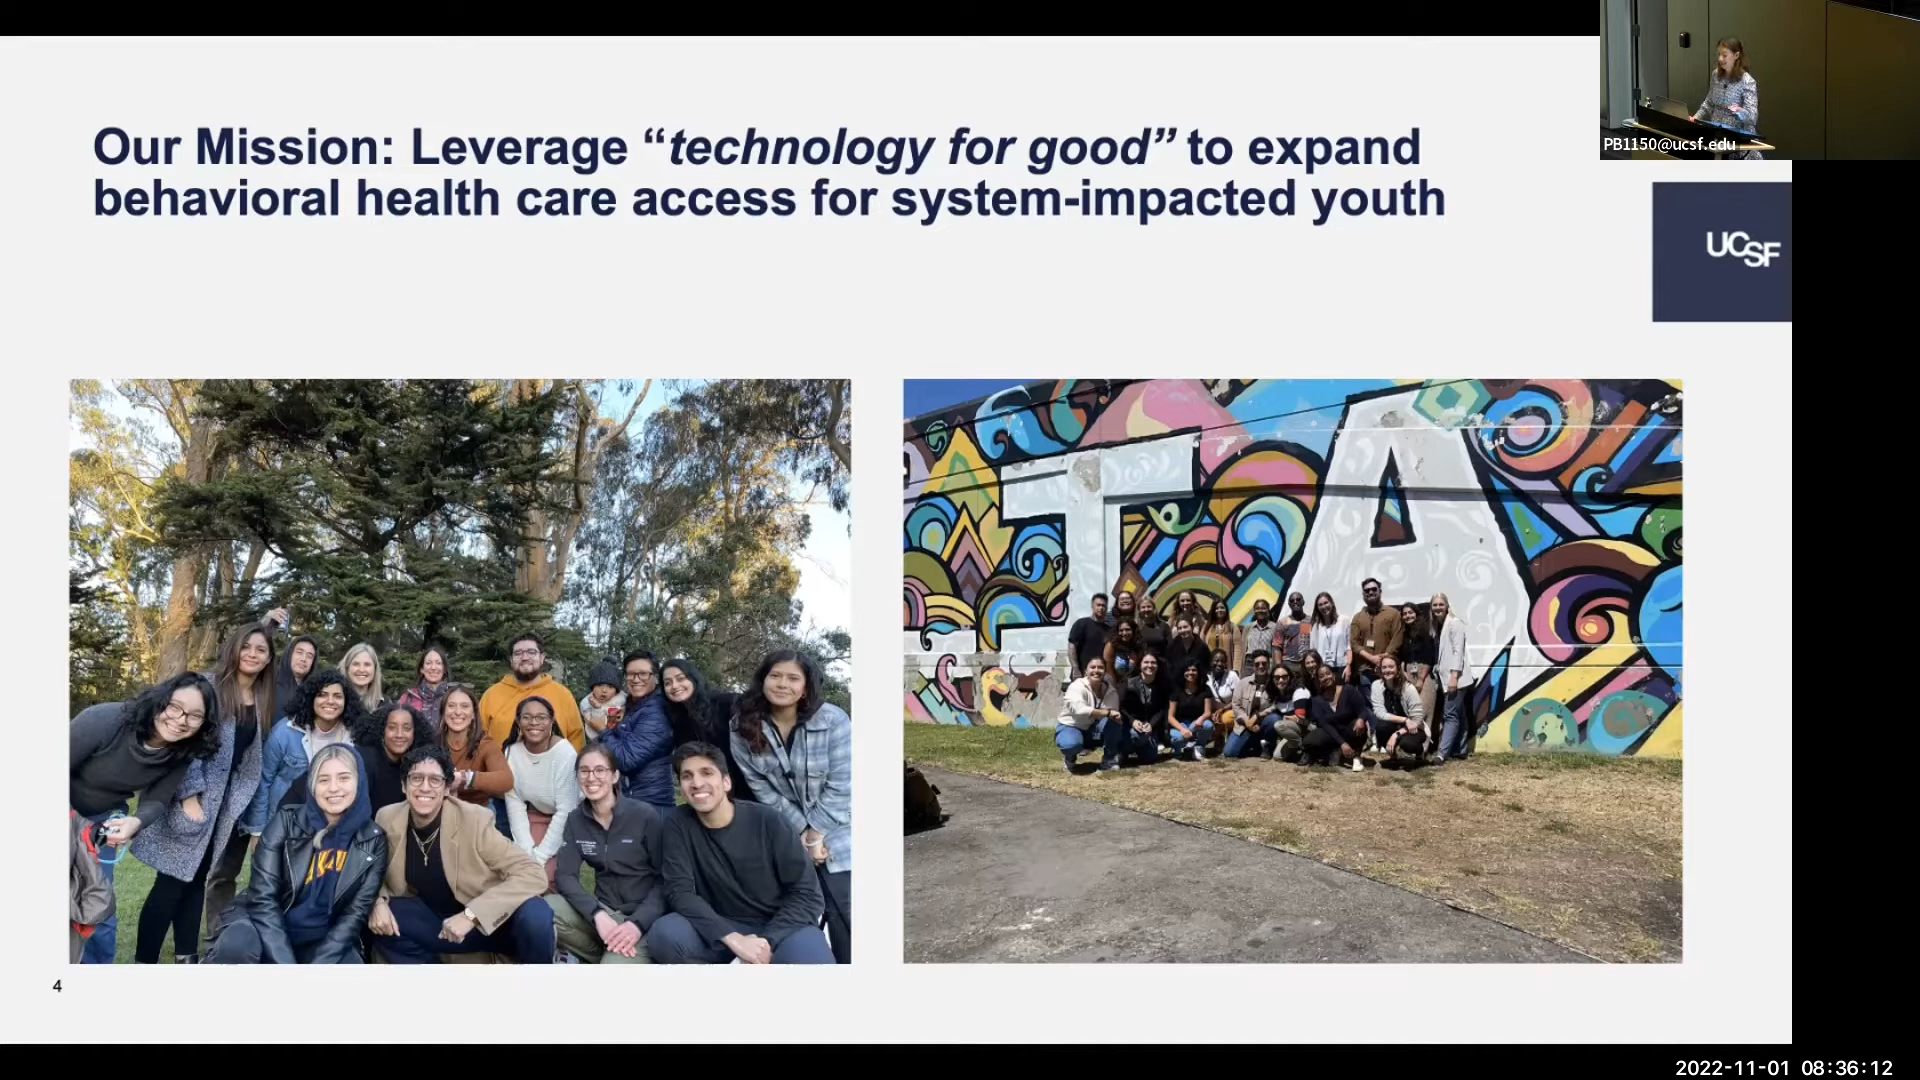 Our Mission: Leverage “technology for good” to expand
behavioral health care access for system-impacted youth
PB1150@ucsf.edu
UCSF
TA
4
2022-11-01 08:36:12